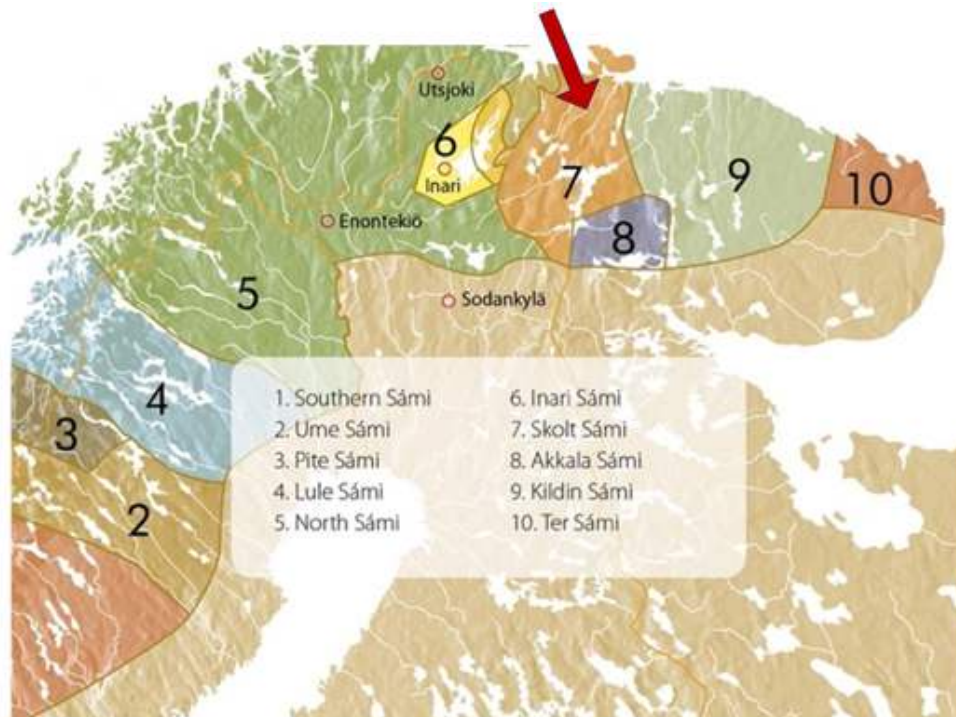 Utsjoki
6
Inari
7
9
10
Enontekiö
8
5
Sodankylä
4
3
2
1. Southern Sámi
2. Ume Sámi
3. Pite Sámi
4. Lule Sámi
5. North Sámi
6. Inari Sámi
7. Skolt Sámi
8. Akkala Sámi
9. Kildin Sámi
10. Ter Sámi